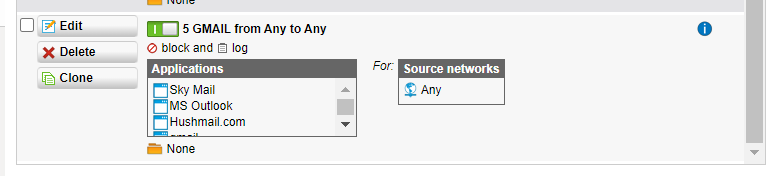 None
Edit
5 GMAIL from Any to Any
Delete
block and log
Clone
Applications
For:
Source networks
Sky Mail
Any
MS Outlook
Hushmail.com
gmail
None